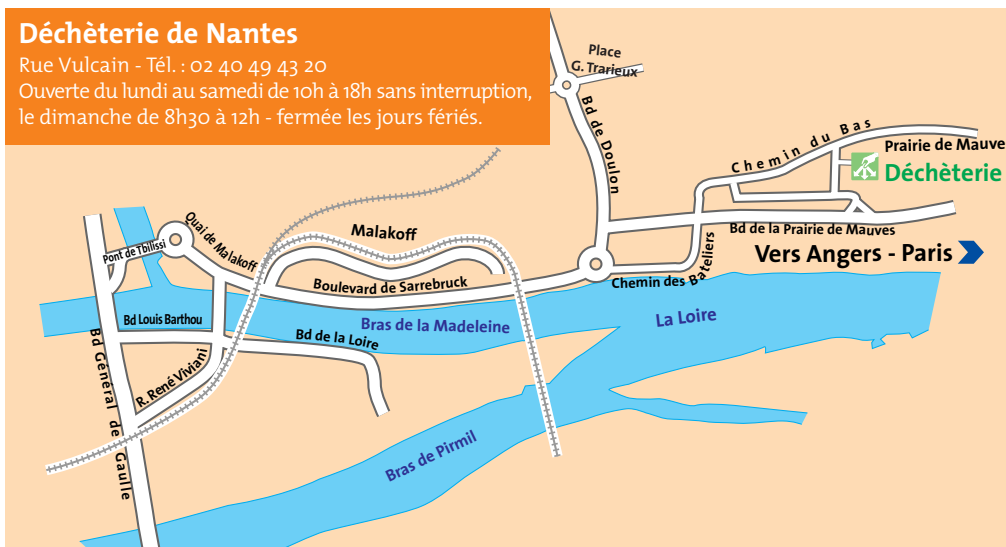 Déchèterie de Nantes
Rue Vulcain - Tél. : 02 40 49 43 20
Ouverte du lundi au samedi de 10h à 18h sans interruption,
le dimanche de 8h30 à 12h - fermée les jours fériés.
Place
G. Trarieux
Bd de Doulon
Chemin du Bas
Prairie de Mauve
Déchèterie
Bd de la Prairie de Mauves
Vers Angers - Paris
Chemin des Bateliers
Quai de Malakoff
Pont de Tbilissi
Malakoff
Boulevard de Sarrebruck
Bras de la Madeleine
La Loire
Bd Louis Barthou
Bd de la Loire
R. René Viviani
Bd Général de Gaulle
Bras de Pirmil